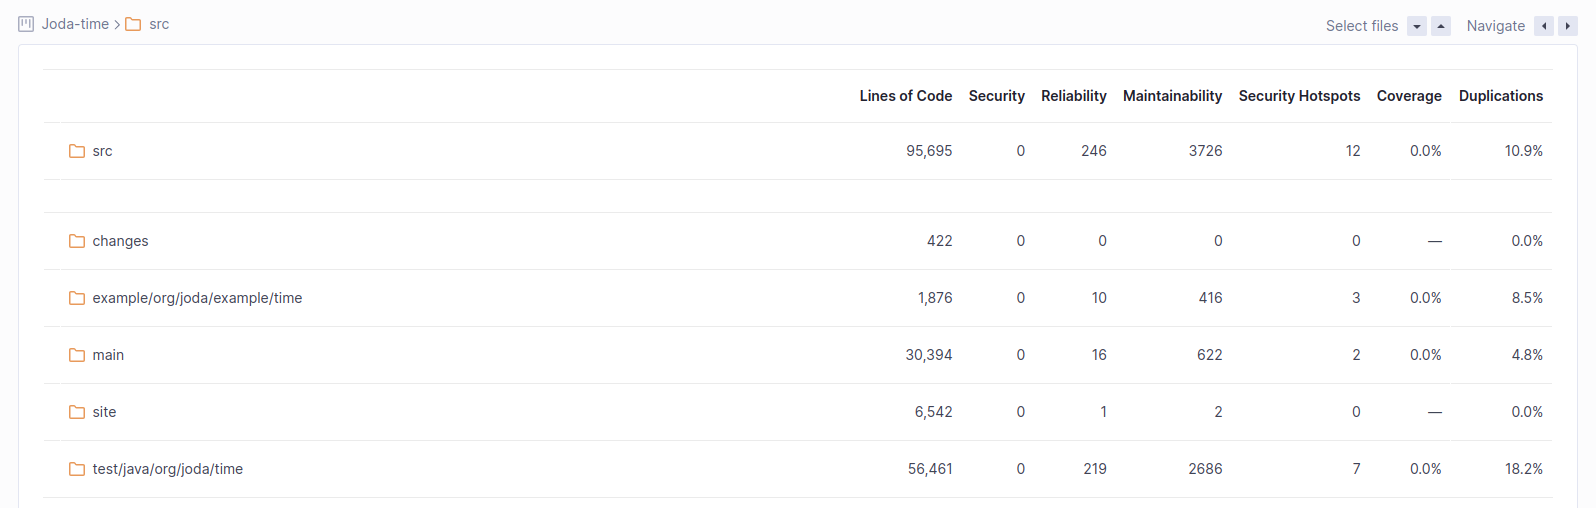 Joda-time > src Select files Navigate
Lines of Code Security Reliability Maintainability Security Hotspots Coverage Duplications
src 95,695 0 246 3726 12 0.0% 10.9%
changes 422 0 0 0 0 — 0.0%
example/org/joda/example/time 1,876 0 10 416 3 0.0% 8.5%
main 30,394 0 16 622 2 0.0% 4.8%
site 6,542 0 1 2 0 — 0.0%
test/java/org/joda/time 56,461 0 219 2686 7 0.0% 18.2%